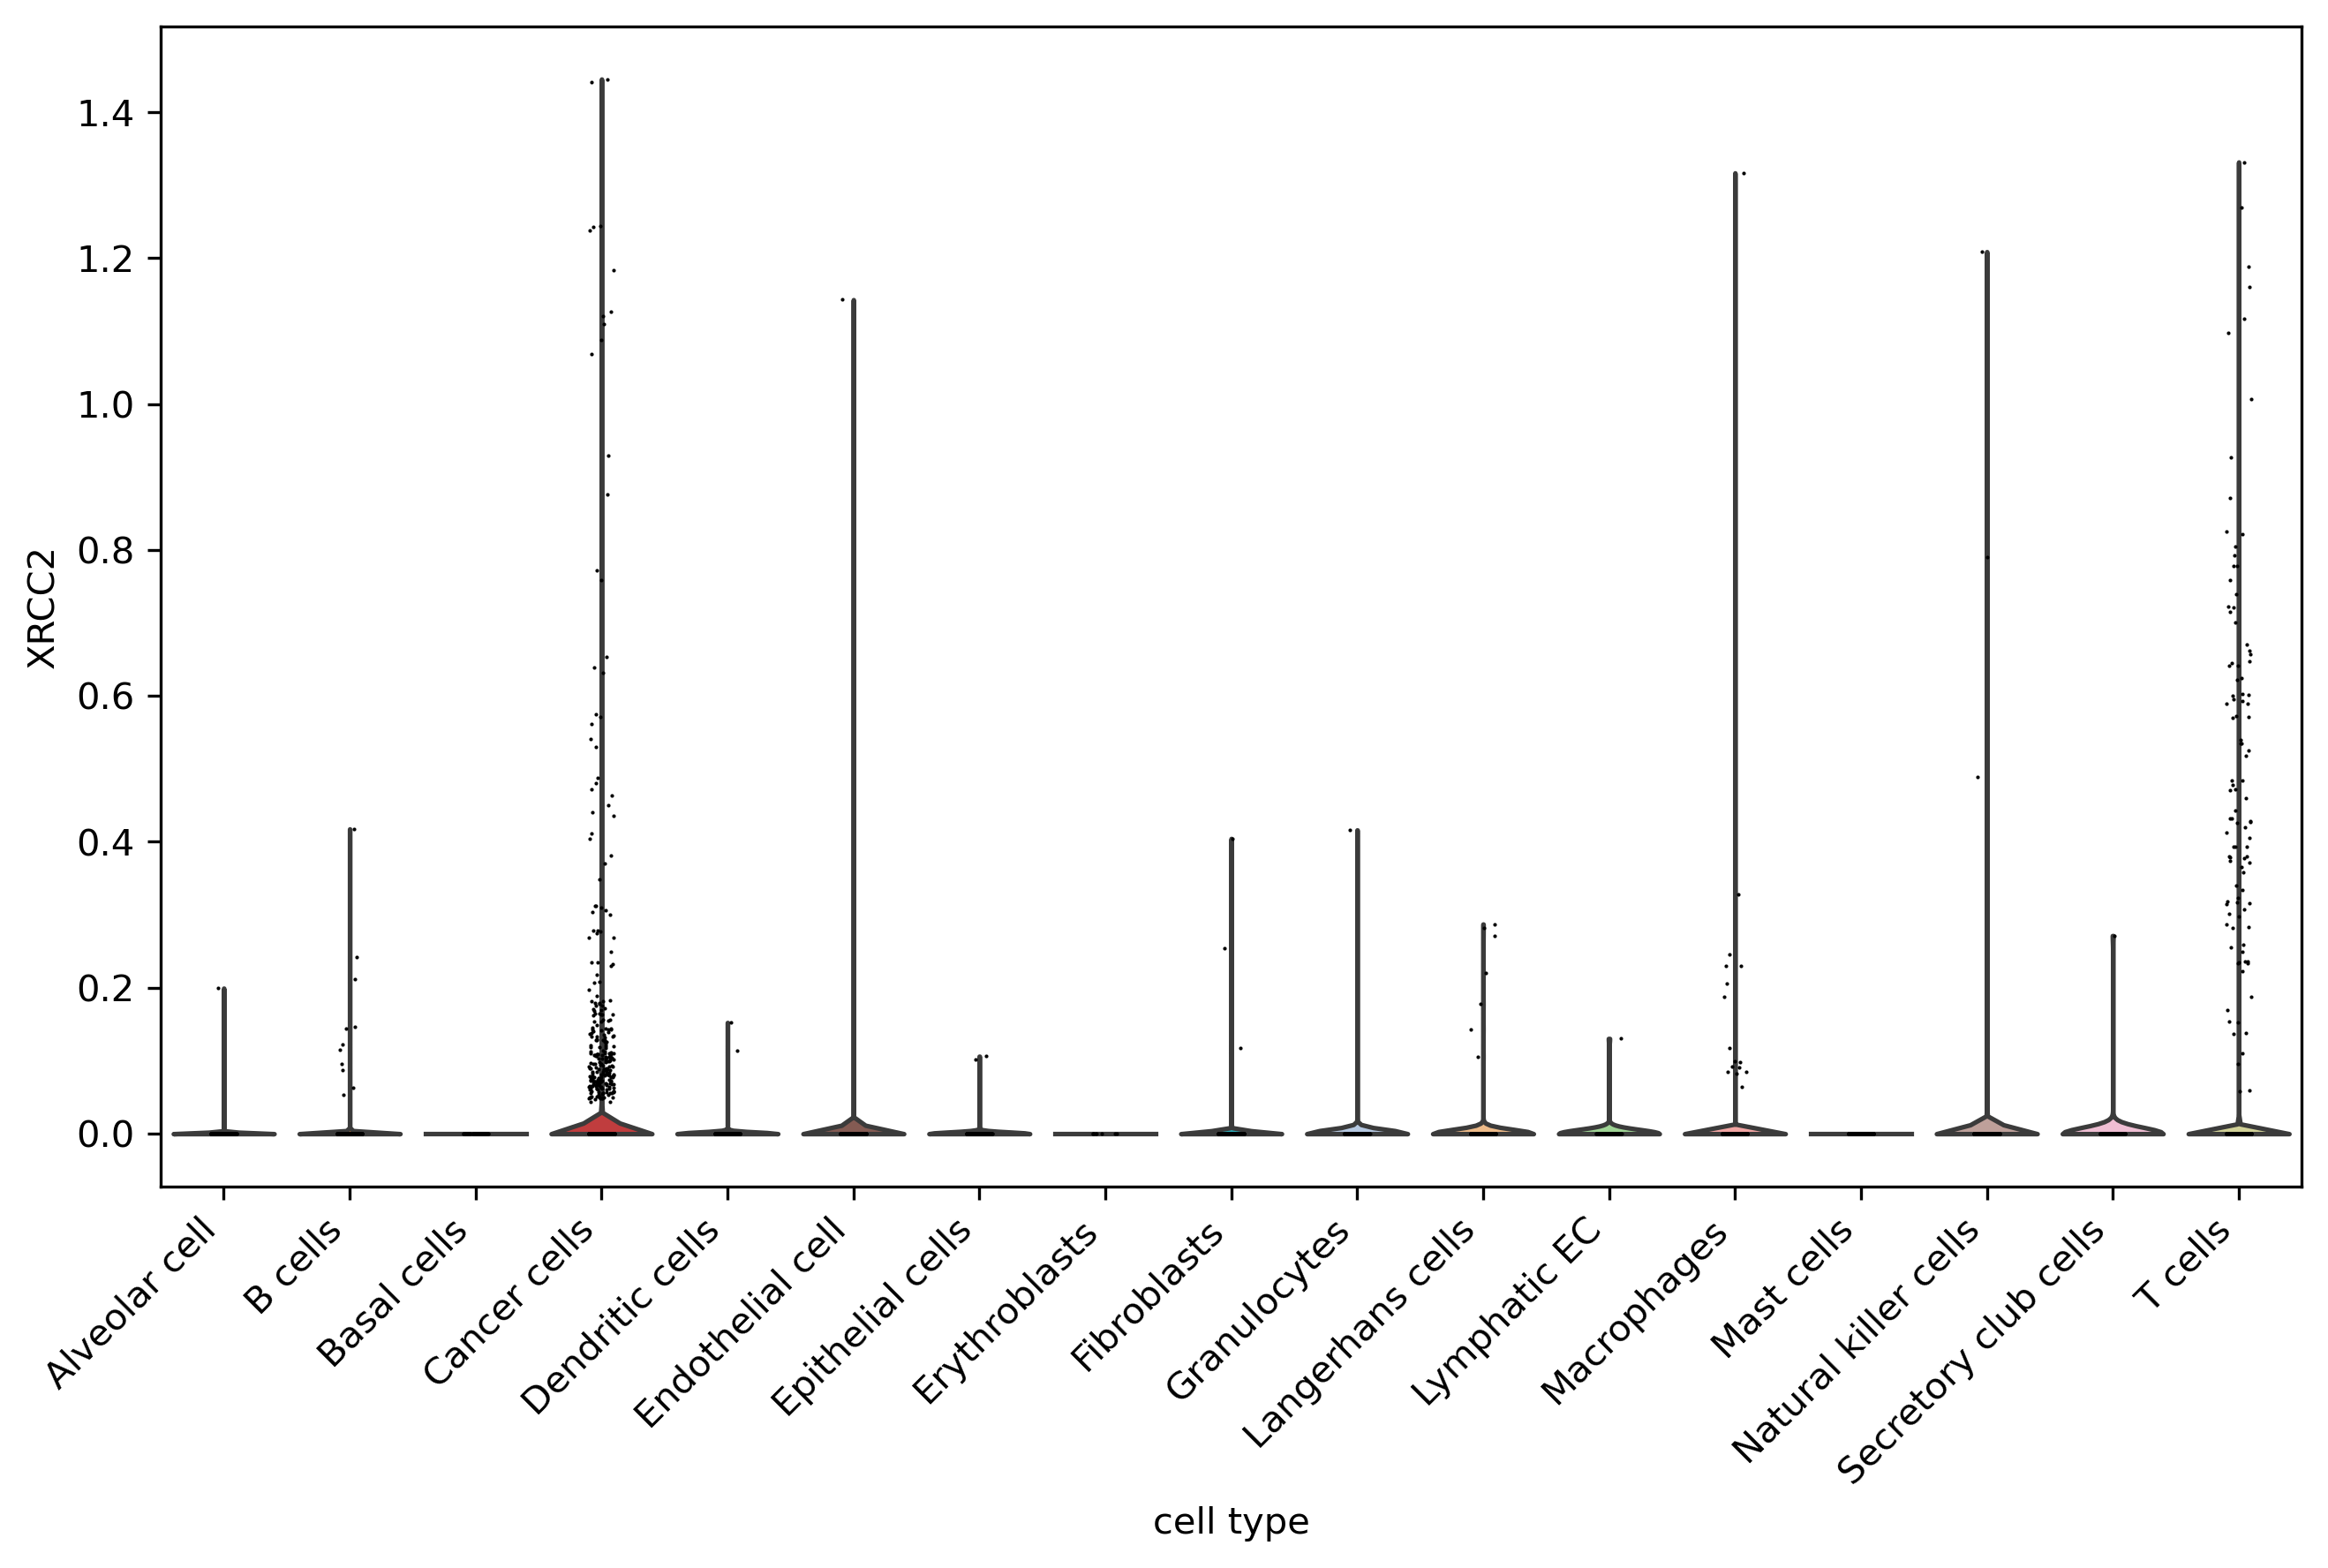 XRCC2
1.4
1.2
1.0
0.8
0.6
0.4
0.2
0.0
Alveolar cell
B cells
Basal cells
Cancer cells
Dendritic cells
Endothelial cell
Epithelial cells
Erythroblasts
Fibroblasts
Granulocytes
Langerhans cells
Lymphatic EC
Macrophages
Mast cells
Natural killer cells
Secretory club cells
T cells
cell type